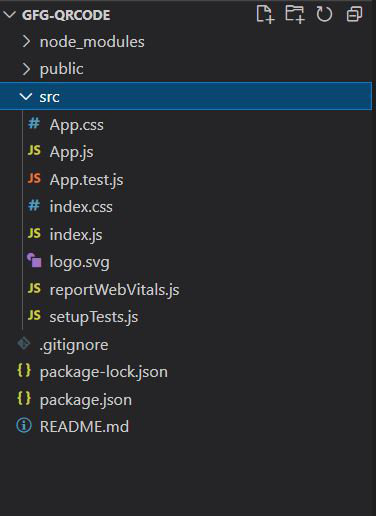 GFG-QRCODE
node_modules
public
src
# App.css
JS App.js
JS App.test.js
# index.css
JS index.js
logo.svg
JS reportWebVitals.js
JS setupTests.js
.gitignore
{} package-lock.json
{} package.json
README.md